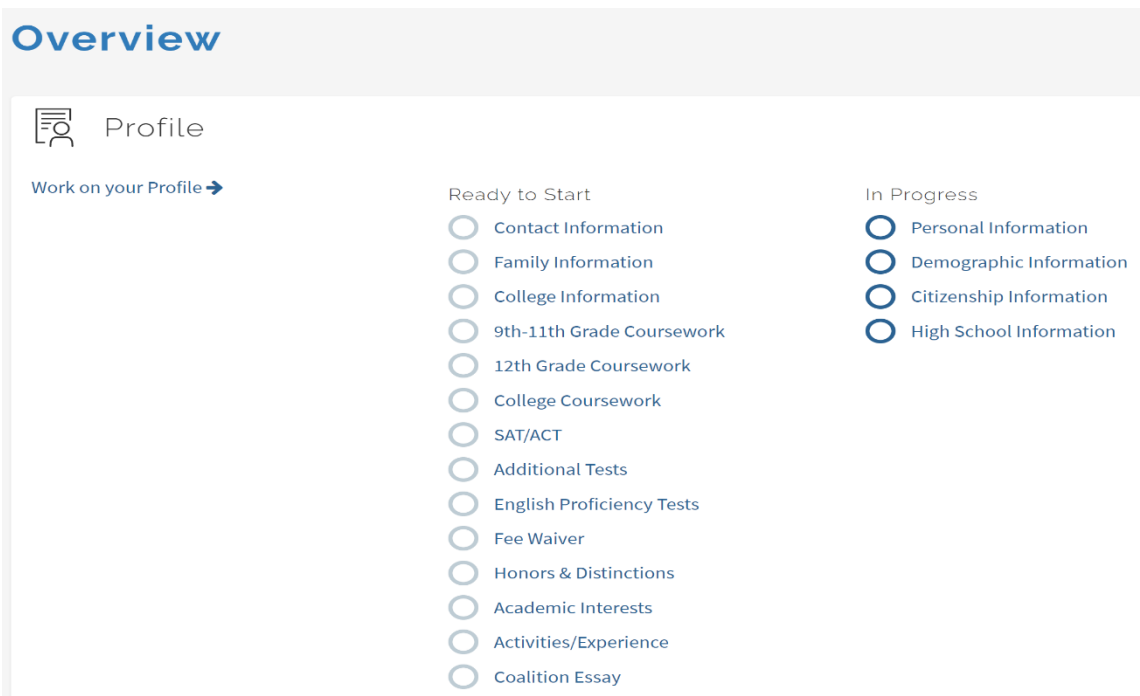 Overview
Profile
Work on your Profile
Ready to Start
Contact Information
Family Information
College Information
9th-11th Grade Coursework
12th Grade Coursework
College Coursework
SAT/ACT
Additional Tests
English Proficiency Tests
Fee Waiver
Honors & Distinctions
Academic Interests
Activities/Experience
Coalition Essay
In Progress
Personal Information
Demographic Information
Citizenship Information
High School Information